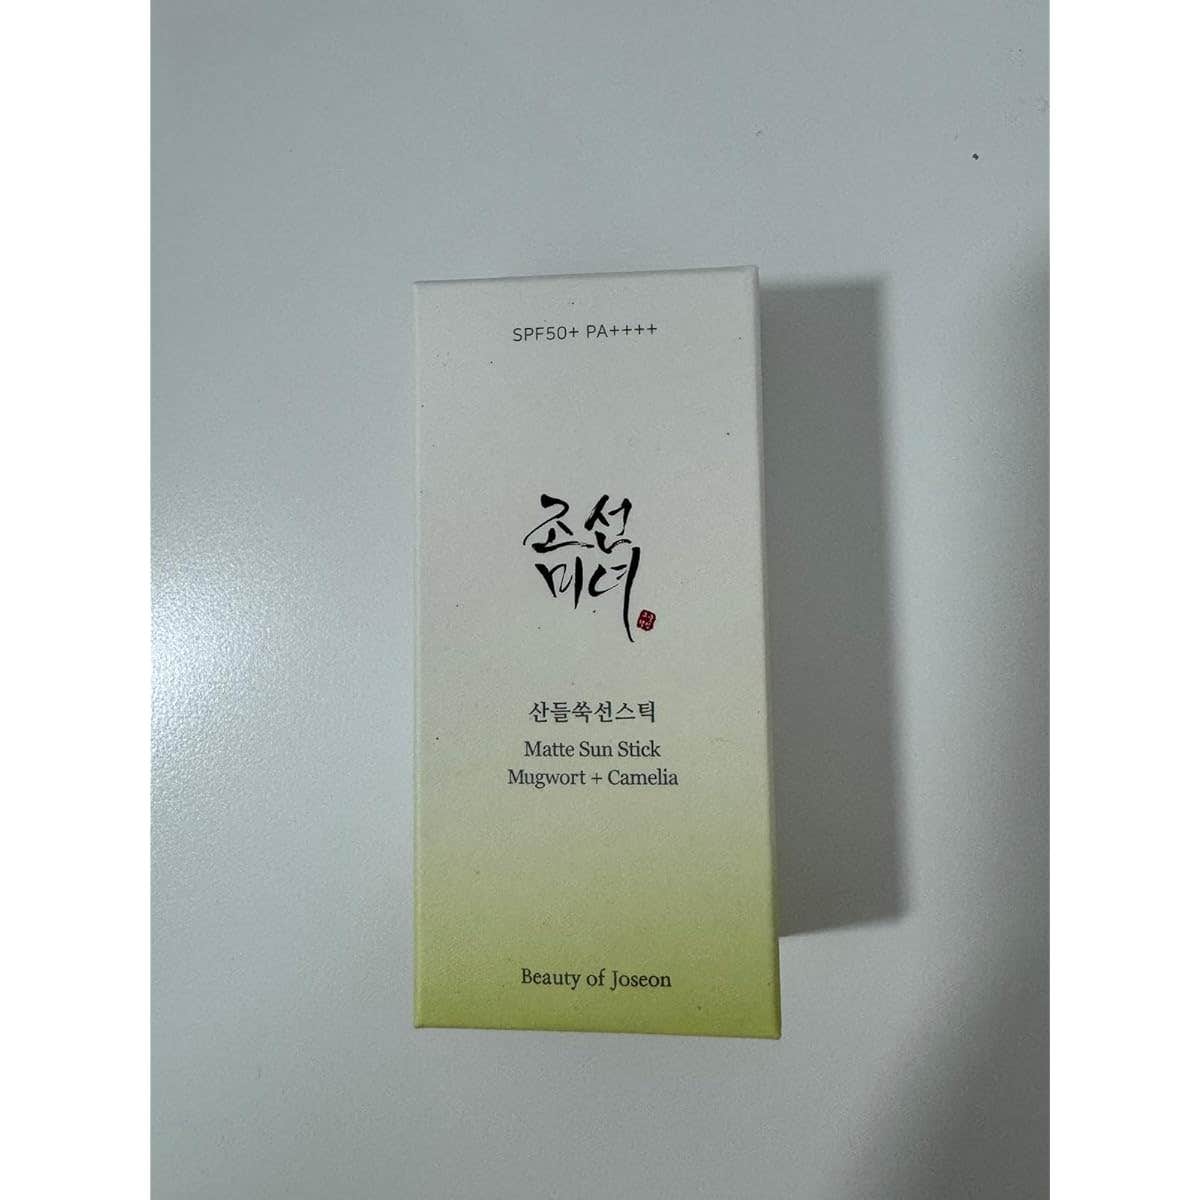 SPF50+ PA++++
조선
미녀
산들쑥선스틱
Matte Sun Stick
Mugwort + Camelia
Beauty of Joseon